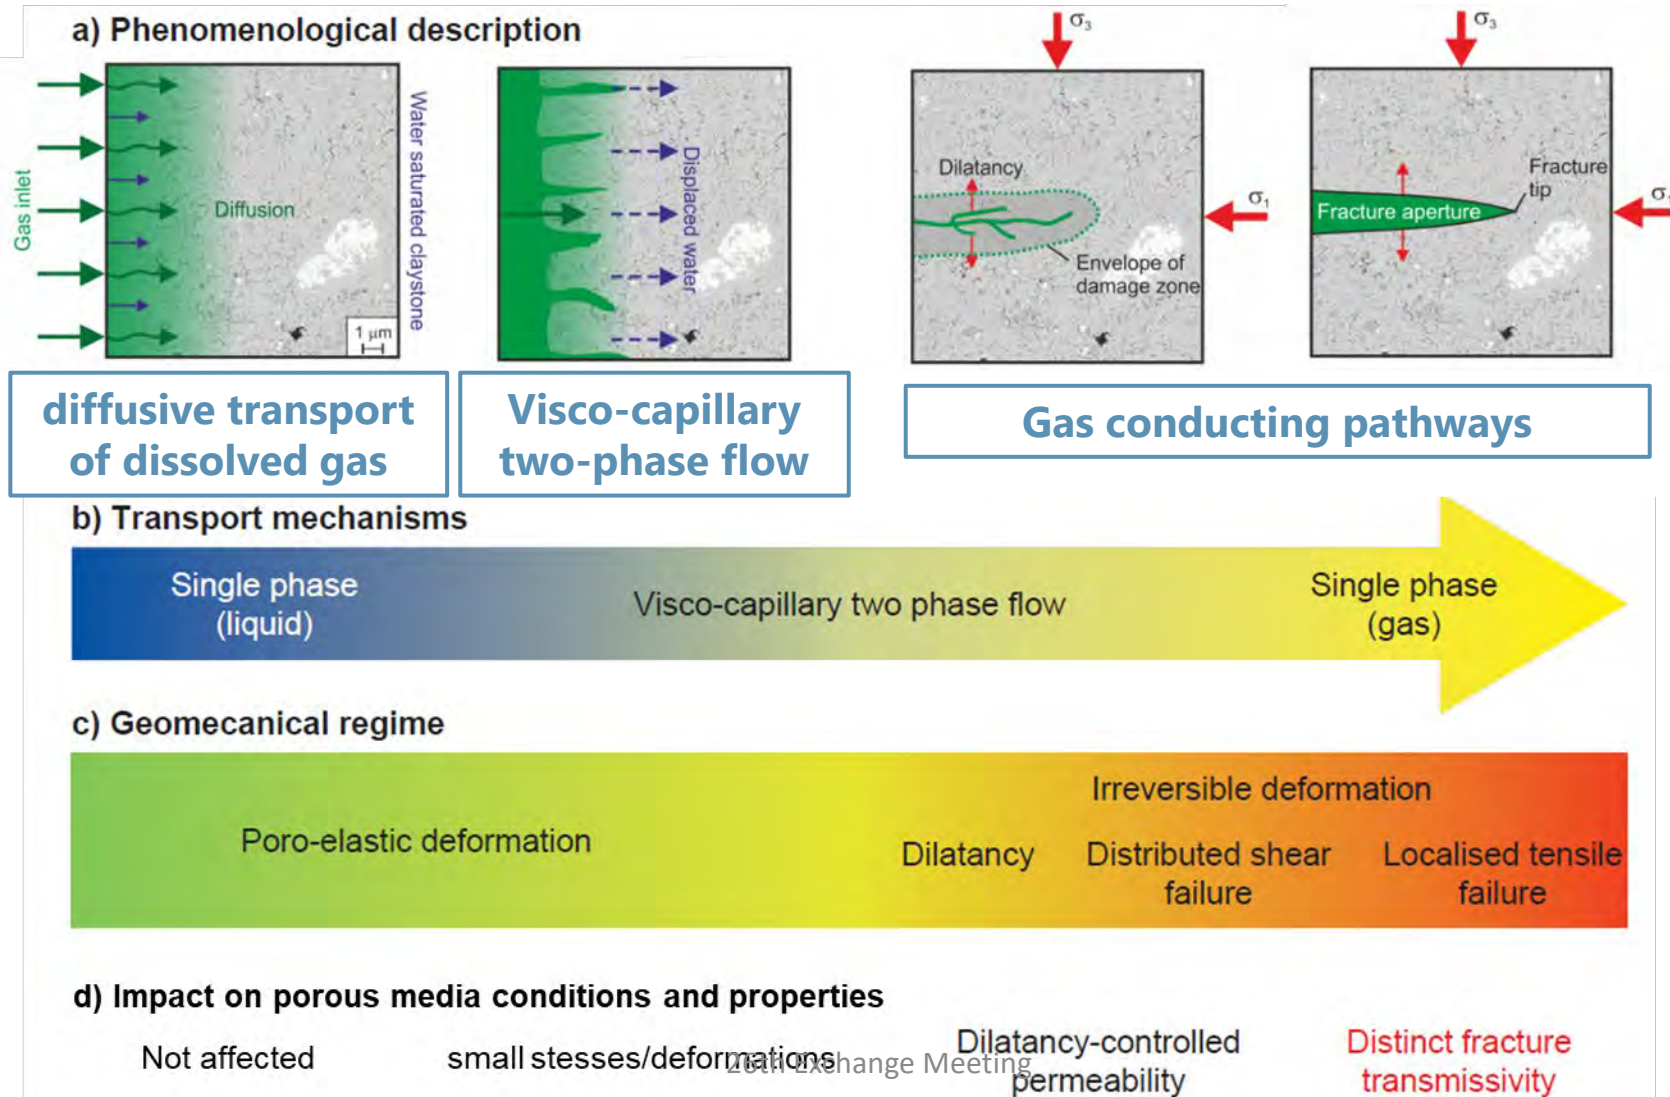 a) Phenomenological description
Gas inlet
Diffusion
1 µm
Water saturated claystone
Displaced water
σ₃
Dilatancy
σ₁
Envelope of
damage zone
σ₃
Fracture
tip
Fracture aperture
σ
diffusive transport
of dissolved gas
Visco-capillary
two-phase flow
Gas conducting pathways
b) Transport mechanisms
Single phase
(liquid)
Visco-capillary two phase flow
Single phase
(gas)
c) Geomecanical regime
Poro-elastic deformation
Irreversible deformation
Dilatancy
Distributed shear
failure
Localised tensile
failure
d) Impact on porous media conditions and properties
Not affected
small stesses/deformations
26th Exchange Meeting
Dilatancy-controlled
permeability
Distinct fracture
transmissivity